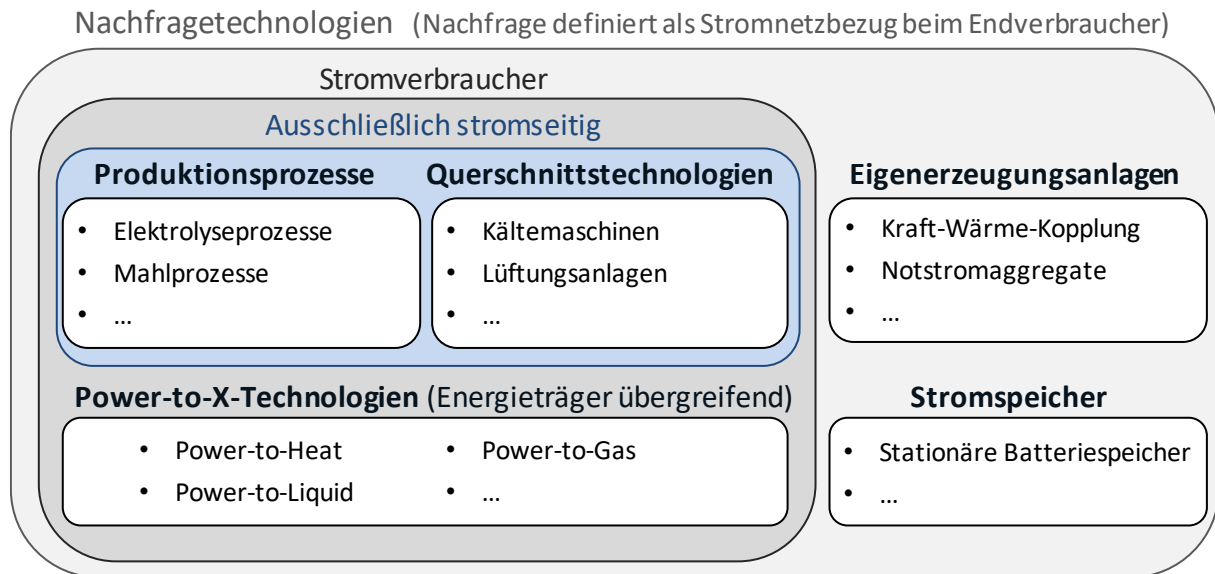 Nachfragetechnologien (Nachfrage definiert als Stromnetzbezug beim Endverbraucher)
Stromverbraucher
Ausschließlich stromseitig
Produktionsprozesse
• Elektrolyseprozesse
• Mahlprozesse
• ...
Querschnittstechnologien
• Kältemaschinen
• Lüftungsanlagen
• ...
Eigenerzeugungsanlagen
• Kraft-Wärme-Kopplung
• Notstromaggregate
• ...
Power-to-X-Technologien (Energieträger übergreifend)
• Power-to-Heat
• Power-to-Liquid
• Power-to-Gas
• ...
Stromspeicher
• Stationäre Batteriespeicher
• ...